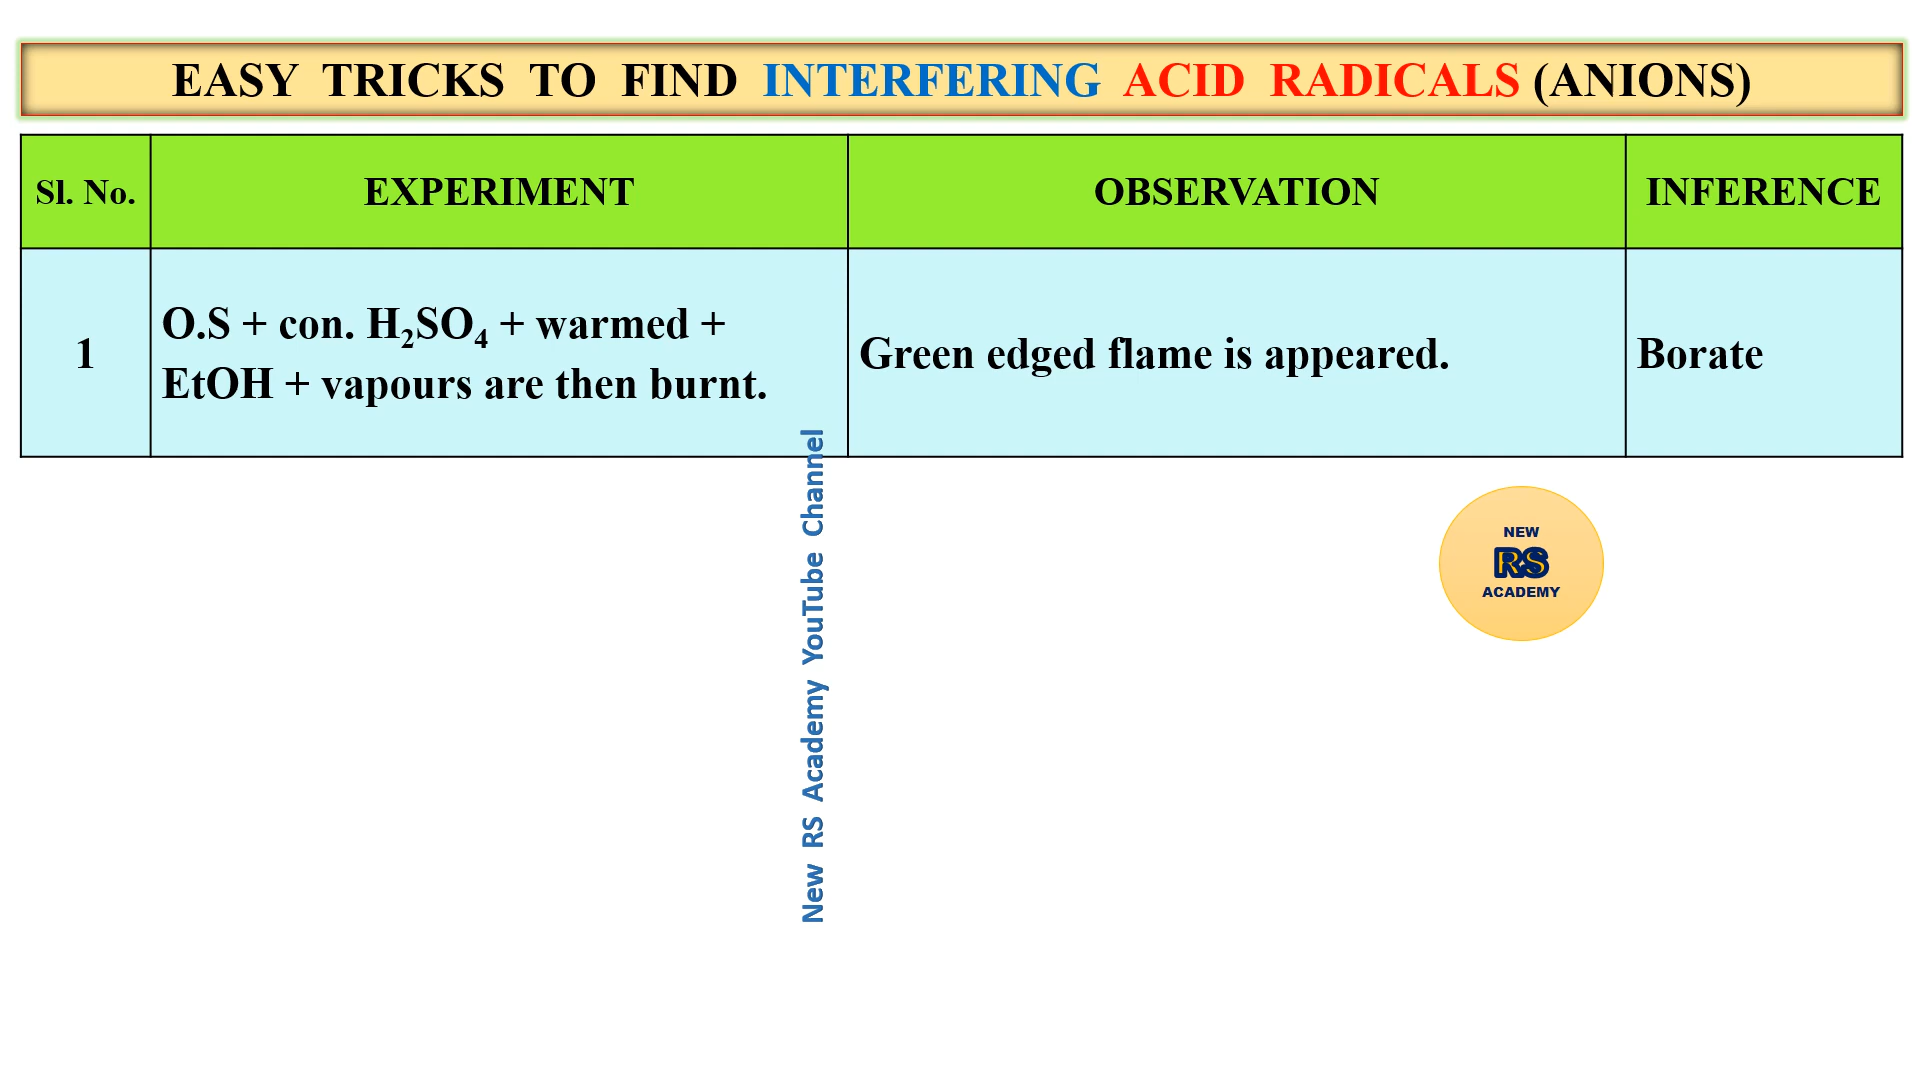 EASY TRICKS TO FIND INTERFERING ACID RADICALS (ANIONS)
Sl. No.
EXPERIMENT
OBSERVATION
INFERENCE
1
O.S + con. H₂SO₄ + warmed +
EtOH + vapours are then burnt.
Green edged flame is appeared.
Borate
New RS Academy YouTube Channel
NEW
RS
ACADEMY